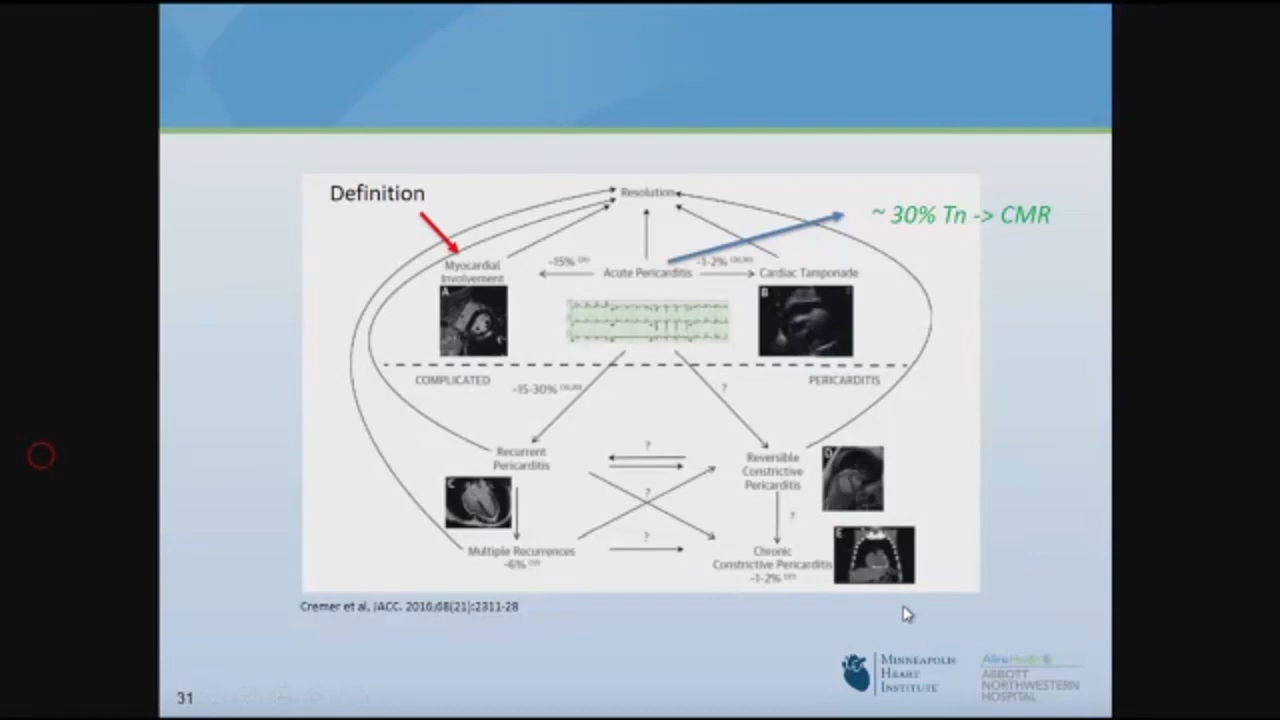 Definition
Resolution
~ 30% Tn -> CMR
Myocardial
Involvement
~15%
Acute Pericarditis
~1-2%
Cardiac Tamponade
A
B
COMPLICATED
PERICARDITIS
~15-30%
?
Recurrent
Pericarditis
?
Reversible
Constrictive
Pericarditis
D
C
?
?
Multiple Recurrences
~6%
?
Chronic
Constrictive Pericarditis
~1-2%
E
Cremer et al, JACC. 2016;68(21):2311-28
MINNEAPOLIS
HEART
INSTITUTE
Allina Health
ABBOTT
NORTHWESTERN
HOSPITAL
31